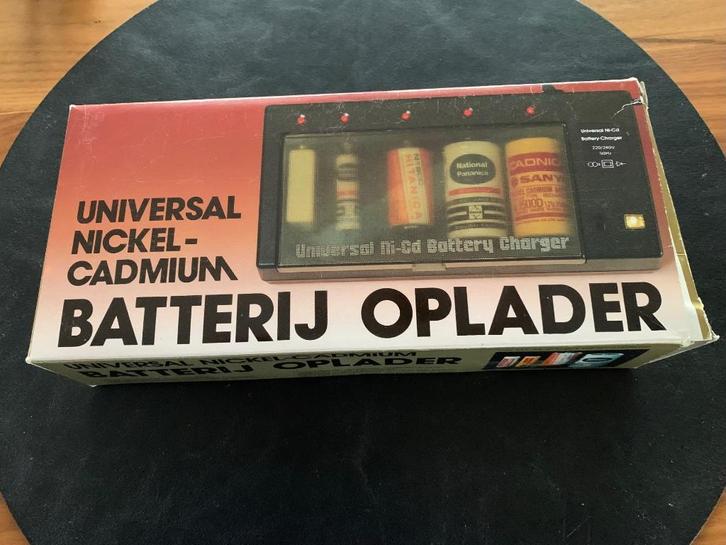 UNIVERSAL
NICKEL-
CADMIUM
BATTERIJ OPLADER
Universal Ni-Cd
Battery-Charger
220/240V
50Hz
National
Panasonic
CADNICA
SANYO
Universal Ni-Cd Battery Charger
UNIVERSAL NICKEL-CADMIUM
BATTERIJ OPLADER